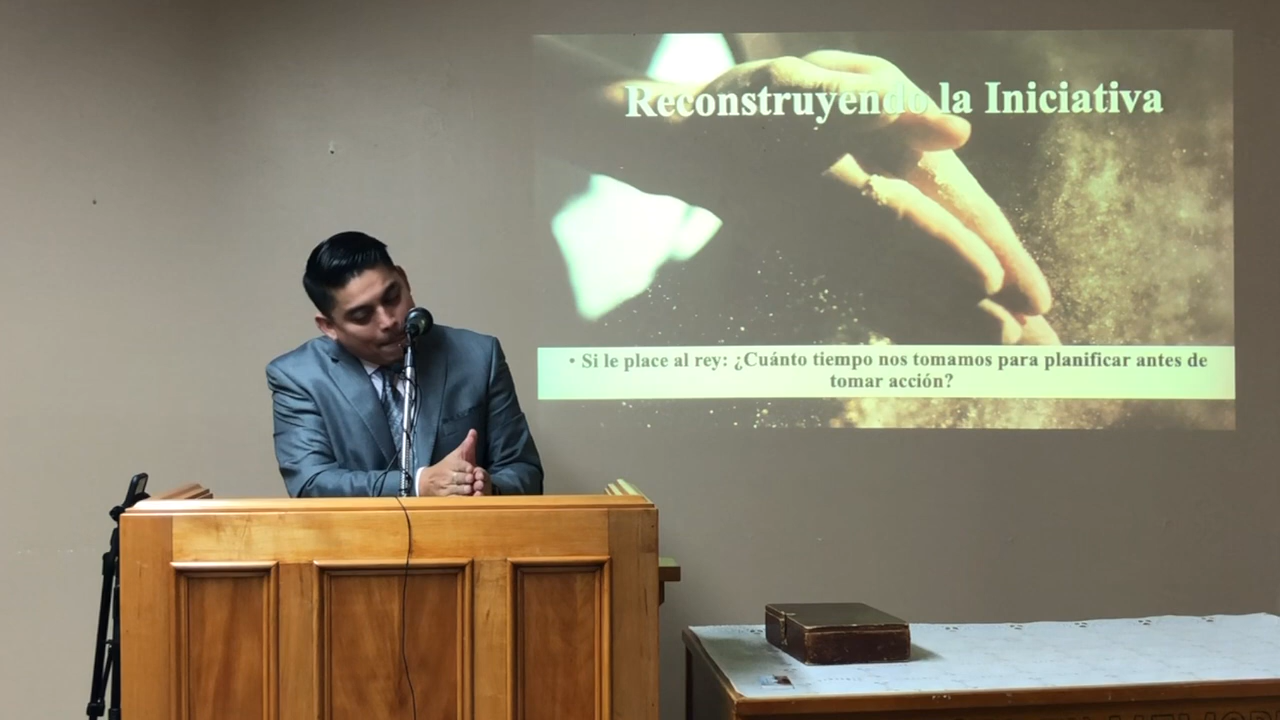 Reconstruyendo la Iniciativa
• Si le place al rey: ¿Cuánto tiempo nos tomamos para planificar antes de
tomar acción?